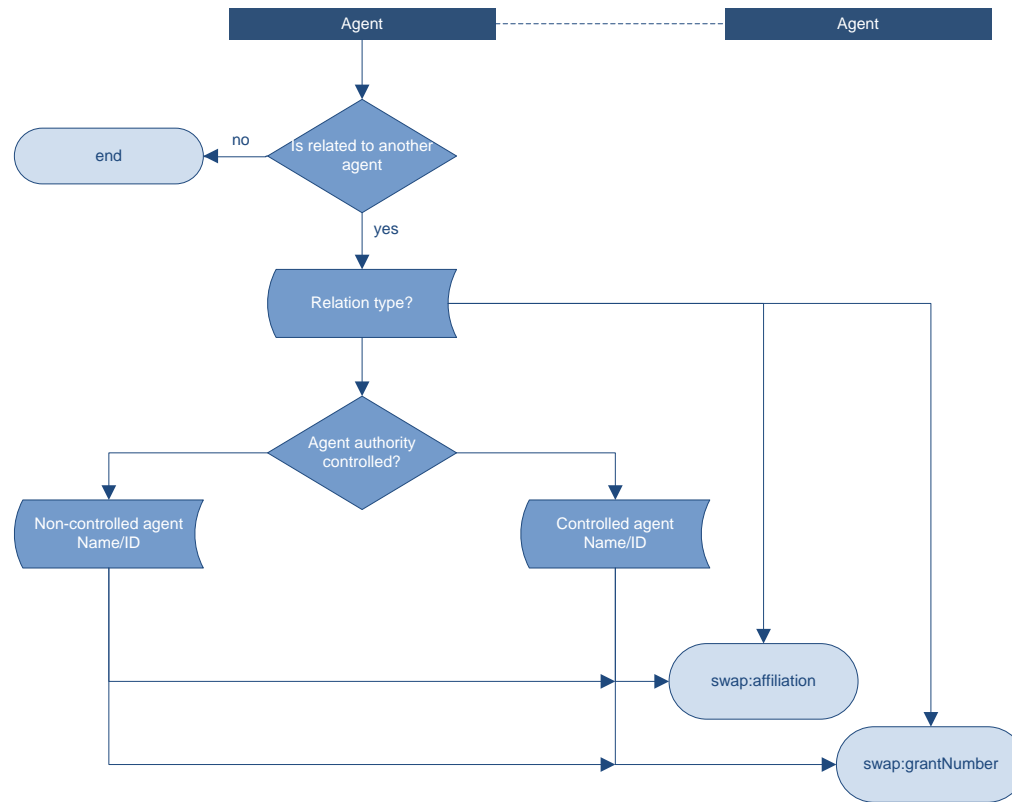 Agent
Agent
Is related to another
agent
no
end
yes
Relation type?
Agent authority
controlled?
Non-controlled agent
Name/ID
Controlled agent
Name/ID
swap:affiliation
swap:grantNumber